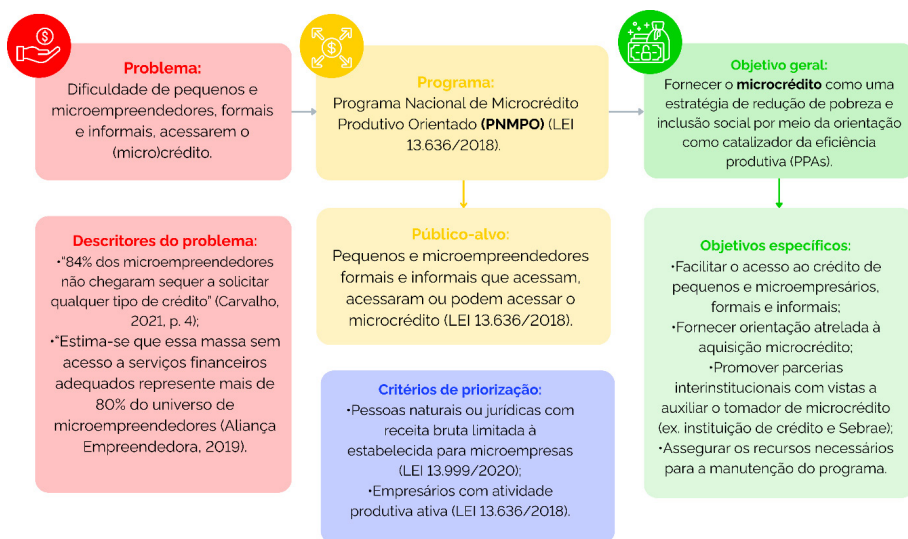 Problema:
Dificuldade de pequenos e
microempreendedores, formais
e informais, acessarem o
(micro)crédito.
Programa:
Programa Nacional de Microcrédito
Produtivo Orientado (PNMPO) (LEI
13.636/2018).
Objetivo geral:
Fornecer o microcrédito como uma
estratégia de redução de pobreza e
inclusão social por meio da orientação
como catalizador da eficiência
produtiva (PPAs).
Descritores do problema:
•“84% dos microempreendedores
não chegaram sequer a solicitar
qualquer tipo de crédito” (Carvalho,
2021, p. 4);
•“Estima-se que essa massa sem
acesso a serviços financeiros
adequados represente mais de
80% do universo de
microempreendedores (Aliança
Empreendedora, 2019).
Público-alvo:
Pequenos e microempreendedores
formais e informais que acessam,
acessaram ou podem acessar o
microcrédito (LEI 13.636/2018).
Critérios de priorização:
•Pessoas naturais ou jurídicas com
receita bruta limitada à
estabelecida para microempresas
(LEI 13.999/2020);
•Empresários com atividade
produtiva ativa (LEI 13.636/2018).
Objetivos específicos:
•Facilitar o acesso ao crédito de
pequenos e microempresários,
formais e informais;
•Fornecer orientação atrelada à
aquisição microcrédito;
•Promover parcerias
interinstitucionais com vistas a
auxiliar o tomador de microcrédito
(ex. instituição de crédito e Sebrae);
•Assegurar os recursos necessários
para a manutenção do programa.